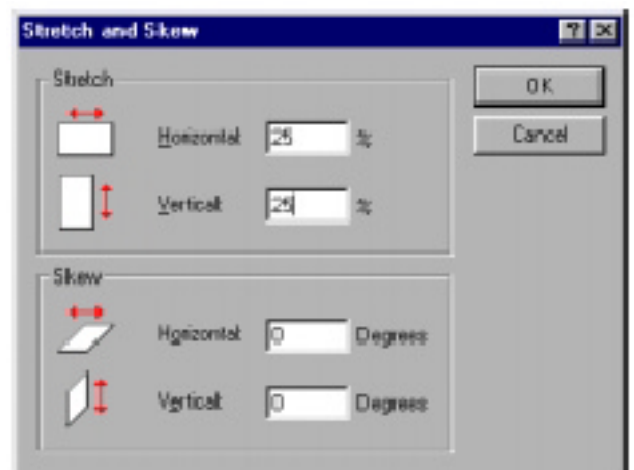 Stretch and Skew
Stretch
Horizontal: 25 %
Vertical: 25 %
Skew
Horizontal: 0 Degrees
Vertical: 0 Degrees
OK
Cancel